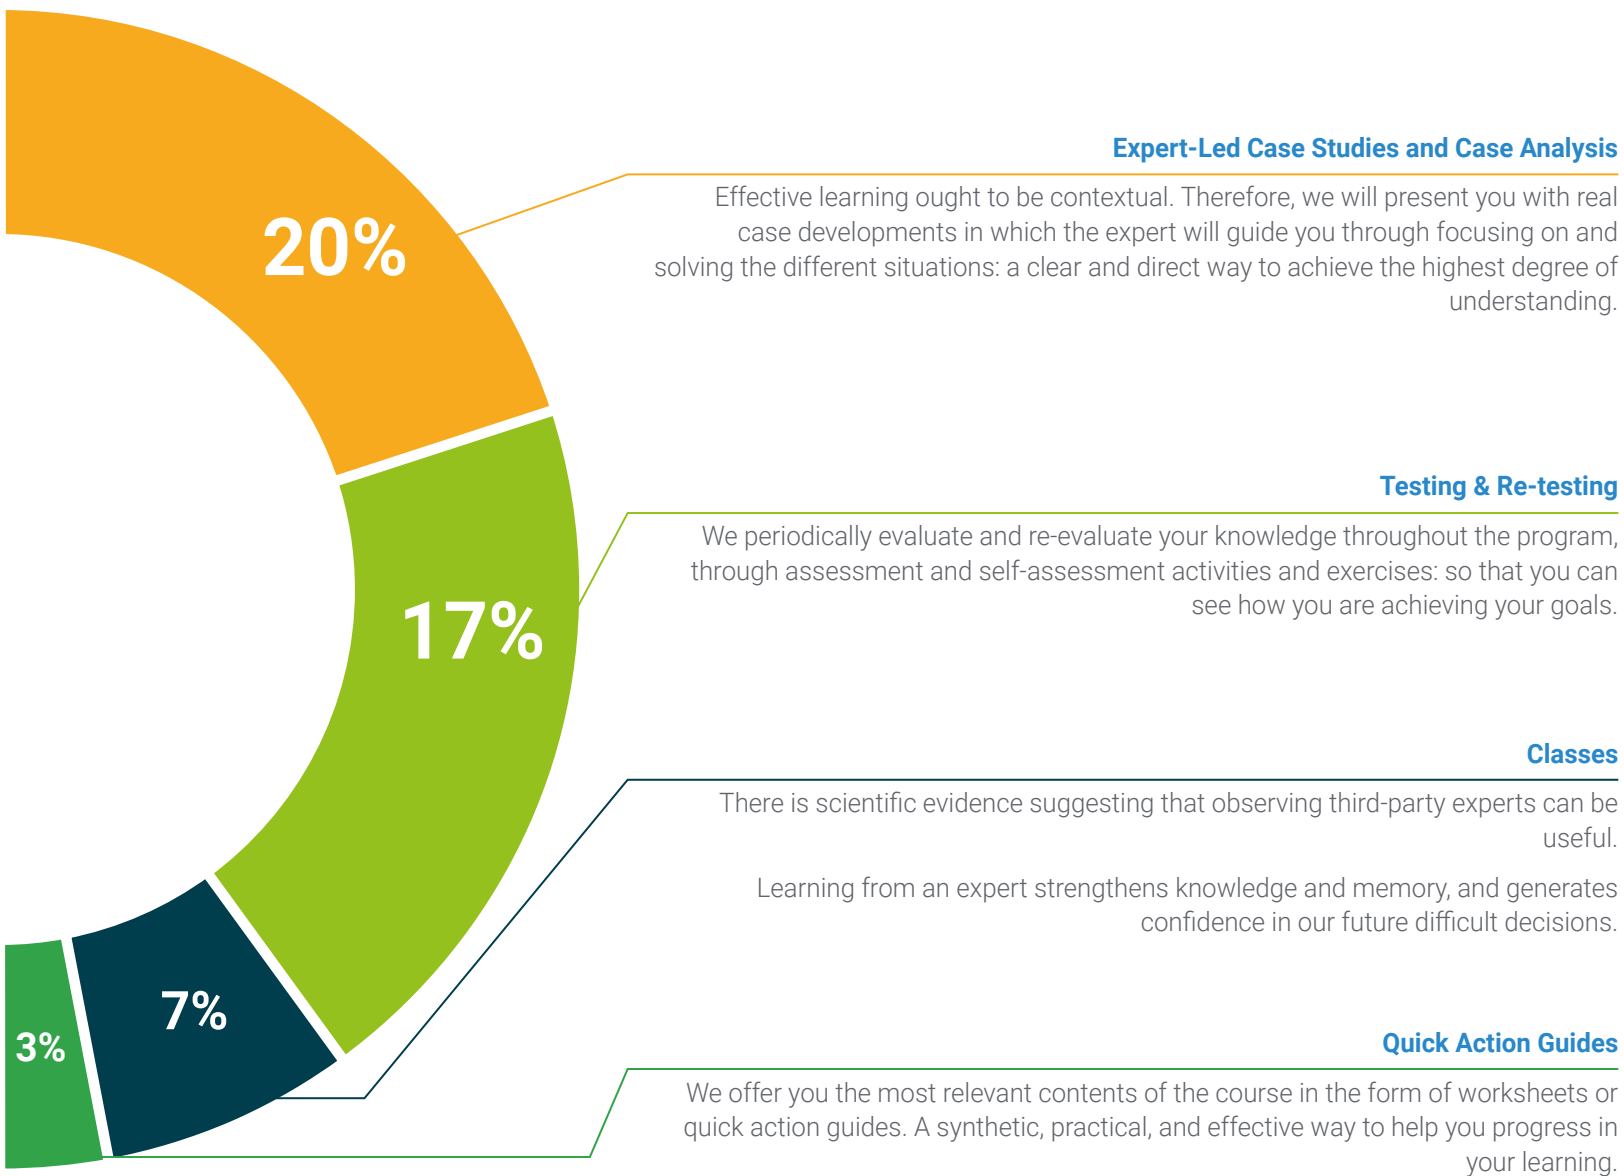 Expert-Led Case Studies and Case Analysis
20%
Effective learning ought to be contextual. Therefore, we will present you with real
case developments in which the expert will guide you through focusing on and
solving the different situations: a clear and direct way to achieve the highest degree of
understanding.
Testing & Re-testing
We periodically evaluate and re-evaluate your knowledge throughout the program,
through assessment and self-assessment activities and exercises: so that you can
see how you are achieving your goals.
17%
Classes
There is scientific evidence suggesting that observing third-party experts can be
useful.
Learning from an expert strengthens knowledge and memory, and generates
confidence in our future difficult decisions.
7%
3%
Quick Action Guides
We offer you the most relevant contents of the course in the form of worksheets or
quick action guides. A synthetic, practical, and effective way to help you progress in
your learning.